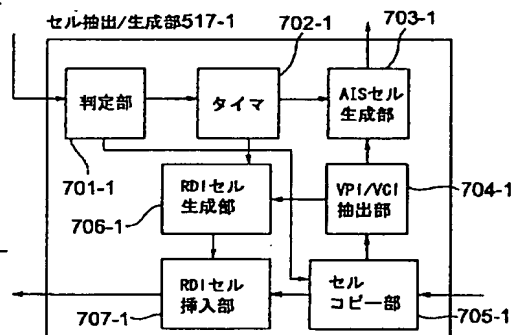 セル抽出/生成部517-1
702-1
703-1
判定部
タイマ
AISセル
生成部
701-1
RDIセル
生成部
VPI/VCI
抽出部
704-1
706-1
RDIセル
挿入部
セル
コピー部
707-1
705-1